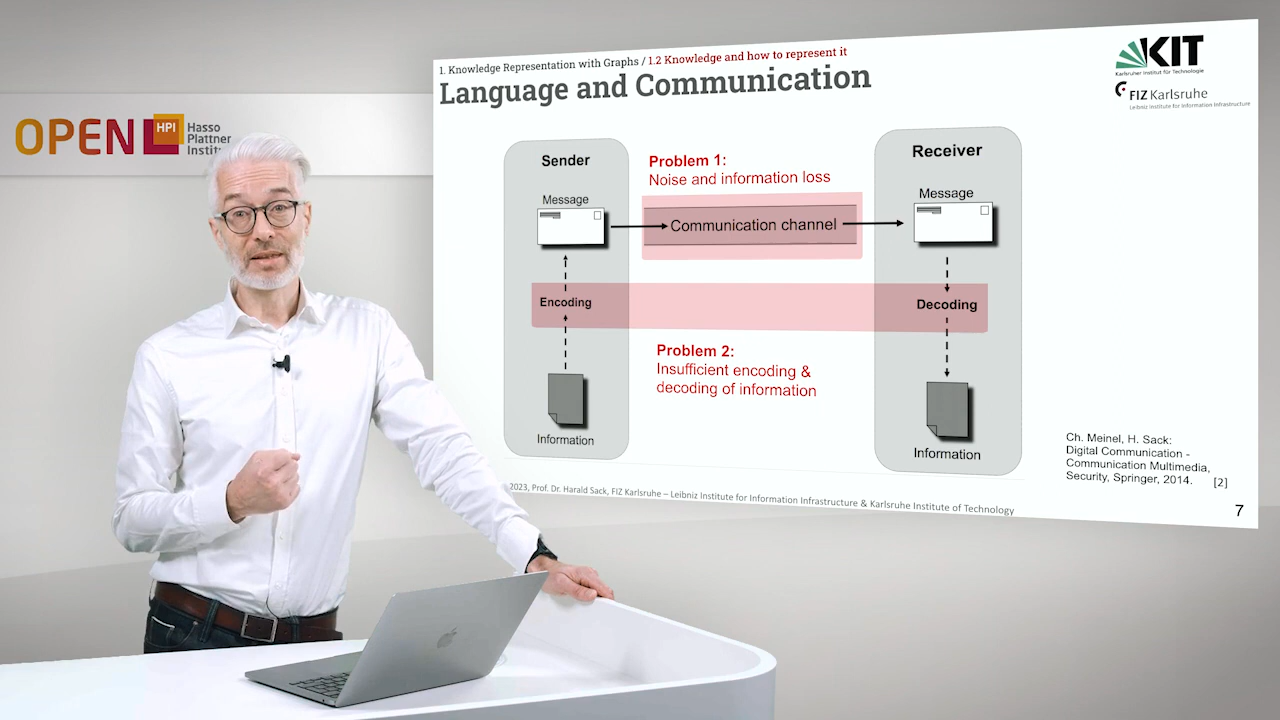 OPEN
HPI
Hasso
Plattner
1. Knowledge Representation with Graphs / 1.2 Knowledge and how to represent it
Language and Communication
KIT
Karlsruher Institut für Technologie
FIZ Karlsruhe
Leibniz Institute for Information Infrastructure
Sender
Message
Encoding
Information
Problem 1:
Noise and information loss
Communication channel
Problem 2:
Insufficient encoding &
decoding of information
Receiver
Message
Decoding
Information
Ch. Meinel, H. Sack:
Digital Communication -
Communication Multimedia,
Security, Springer, 2014. [2]
2023, Prof. Dr. Harald Sack, FIZ Karlsruhe – Leibniz Institute for Information Infrastructure & Karlsruhe Institute of Technology
7